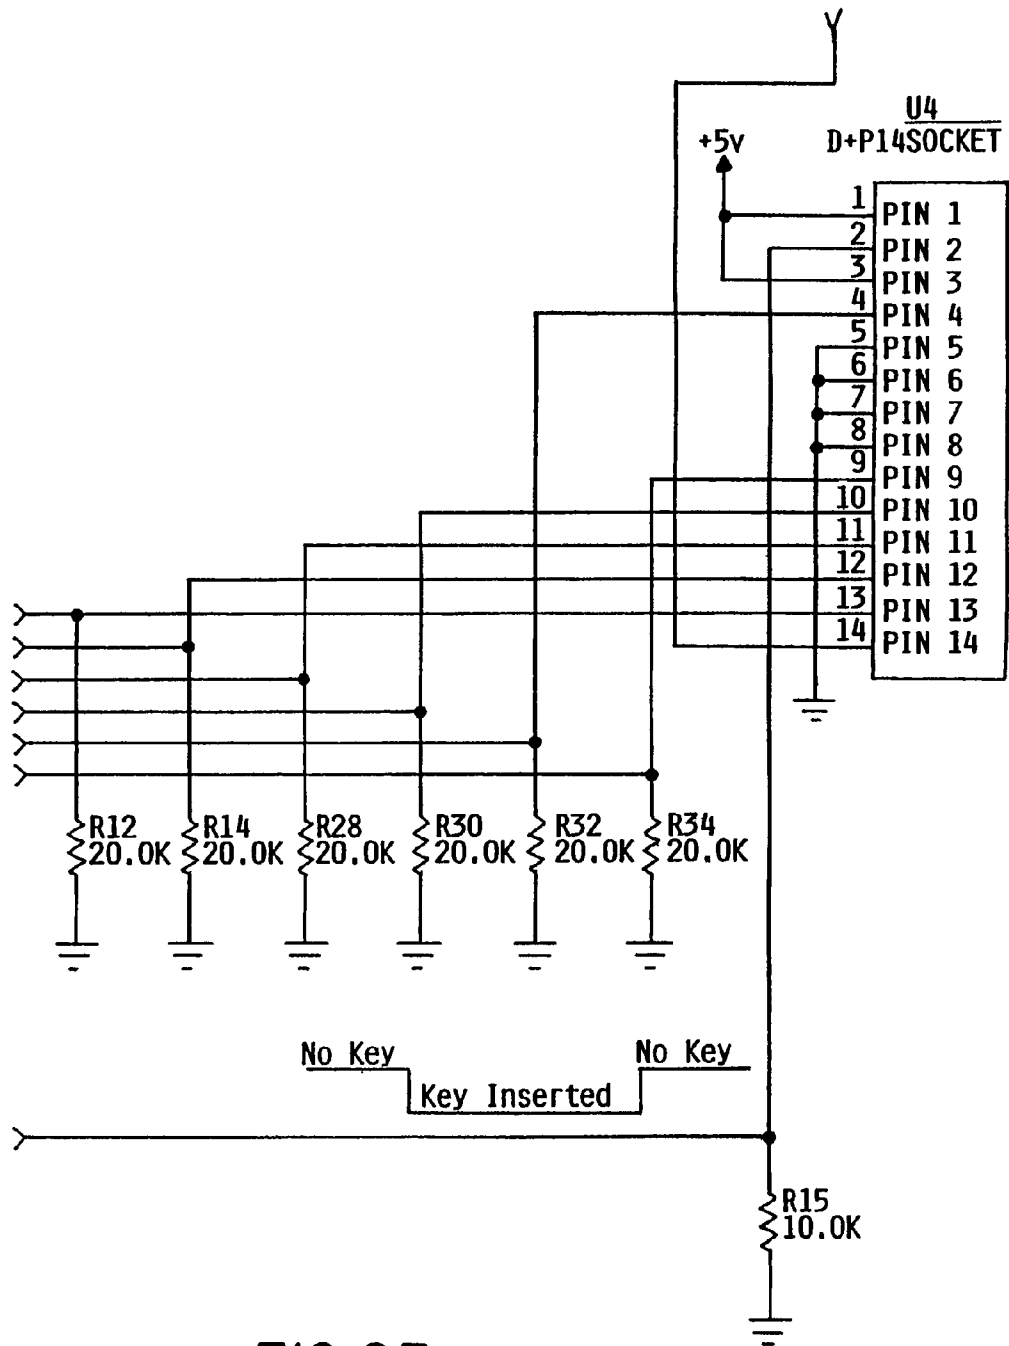 U4
D+P14SOCKET
+5v
1 PIN 1
2 PIN 2
3 PIN 3
4 PIN 4
5 PIN 5
6 PIN 6
7 PIN 7
8 PIN 8
9 PIN 9
10 PIN 10
11 PIN 11
12 PIN 12
13 PIN 13
14 PIN 14
R12
20.0K
R14
20.0K
R28
20.0K
R30
20.0K
R32
20.0K
R34
20.0K
No Key
Key Inserted
No Key
R15
10.0K